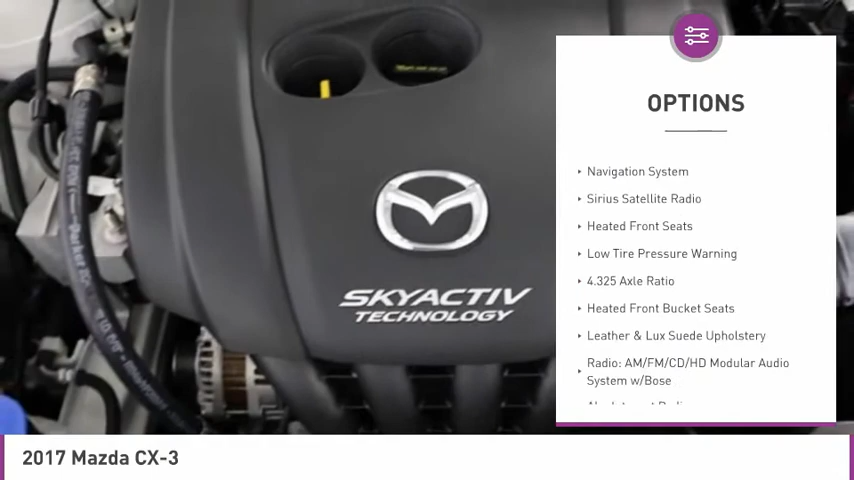 OPTIONS
Navigation System
Sirius Satellite Radio
Heated Front Seats
Low Tire Pressure Warning
4.325 Axle Ratio
Heated Front Bucket Seats
Leather & Lux Suede Upholstery
Radio: AM/FM/CD/HD Modular Audio
System w/Bose
SKYACTIV
TECHNOLOGY
Parker
2017 Mazda CX-3